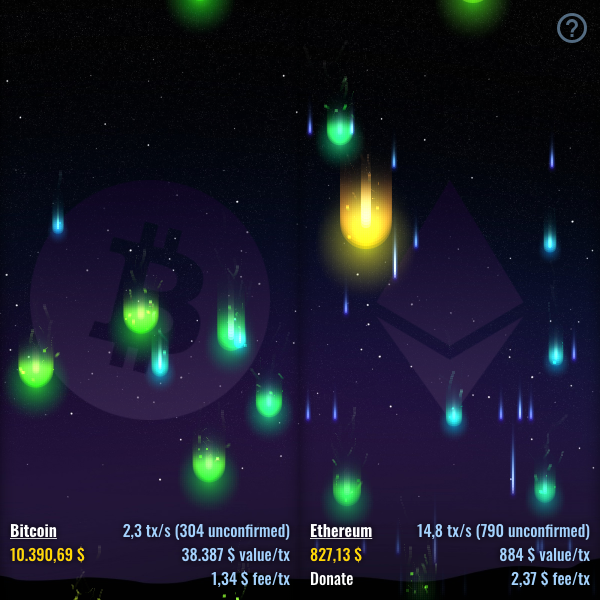 ?
Bitcoin 2,3 tx/s (304 unconfirmed)
10.390,69 $ 38.387 $ value/tx
1,34 $ fee/tx
Ethereum 14,8 tx/s (790 unconfirmed)
827,13 $ 884 $ value/tx
Donate 2,37 $ fee/tx